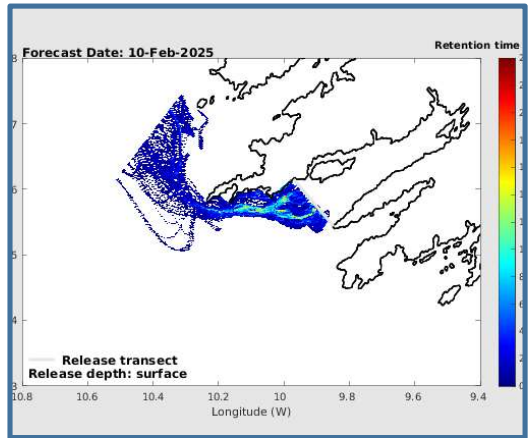 Forecast Date: 10-Feb-2025
Retention time
8
7
6
5
4
3
Release transect
Release depth: surface
10.8 10.6 10.4 10.2 10 9.8 9.6 9.4
Longitude (W)